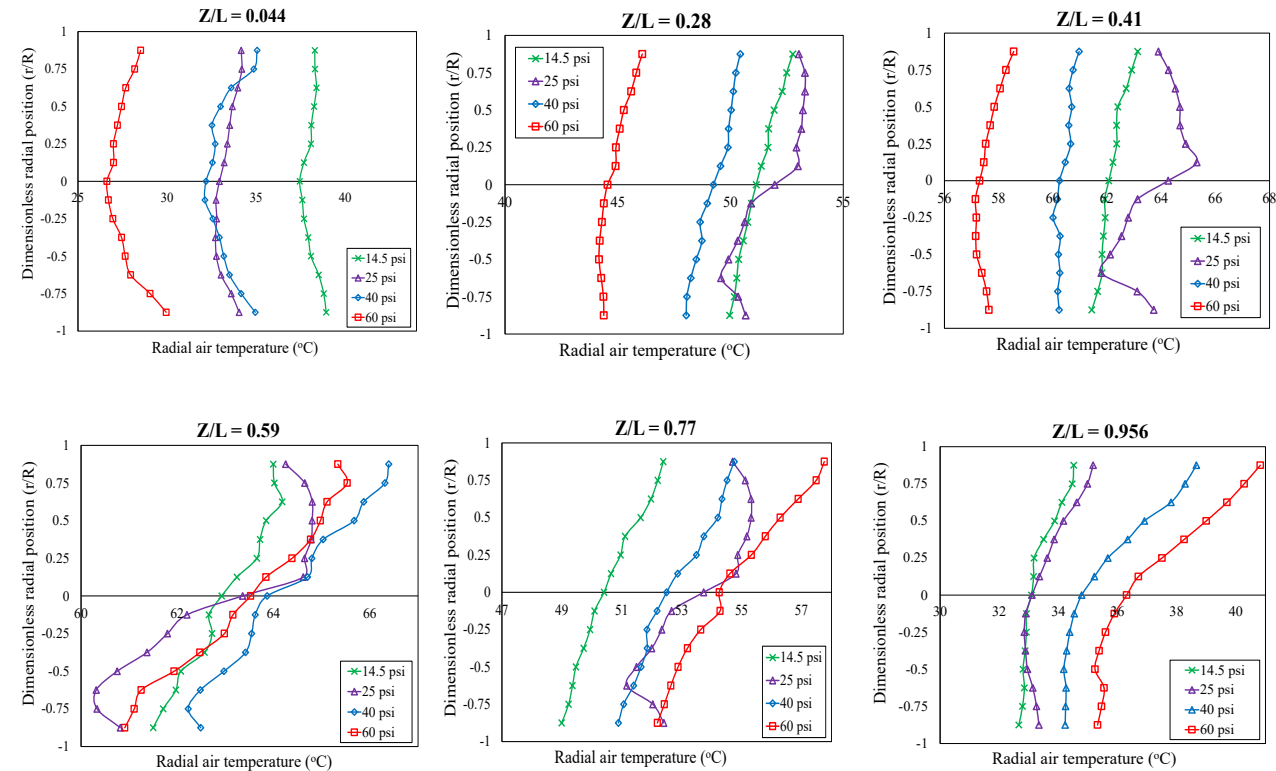 Z/L = 0.044
Dimensionless radial position (r/R)
1
0.75
0.5
0.25
0
-0.25
-0.5
-0.75
-1
25 30 35 40
14.5 psi
25 psi
40 psi
60 psi
Radial air temperature (ᵒC)
Z/L = 0.28
Dimensionless radial position (r/R)
1
0.75
0.5
0.25
0
-0.25
-0.5
-0.75
-1
40 45 50 55
14.5 psi
25 psi
40 psi
60 psi
Radial air temperature (ᵒC)
Z/L = 0.41
Dimensionless radial position (r/R)
1
0.75
0.5
0.25
0
-0.25
-0.5
-0.75
-1
56 58 60 62 64 66 68
14.5 psi
25 psi
40 psi
60 psi
Radial air temperature (ᵒC)
Z/L = 0.59
Dimensionless radial position (r/R)
1
0.75
0.5
0.25
0
-0.25
-0.5
-0.75
-1
60 62 64 66
14.5 psi
25 psi
40 psi
60 psi
Radial air temperature (ᵒC)
Z/L = 0.77
Dimensionless radial position (r/R)
1
0.75
0.5
0.25
0
-0.25
-0.5
-0.75
-1
47 49 51 53 55 57
14.5 psi
25 psi
40 psi
60 psi
Radial air temperature (ᵒC)
Z/L = 0.956
Dimensionless radial position (r/R)
1
0.75
0.5
0.25
0
-0.25
-0.5
-0.75
-1
30 32 34 36 38 40
14.5 psi
25 psi
40 psi
60 psi
Radial air temperature (ᵒC)